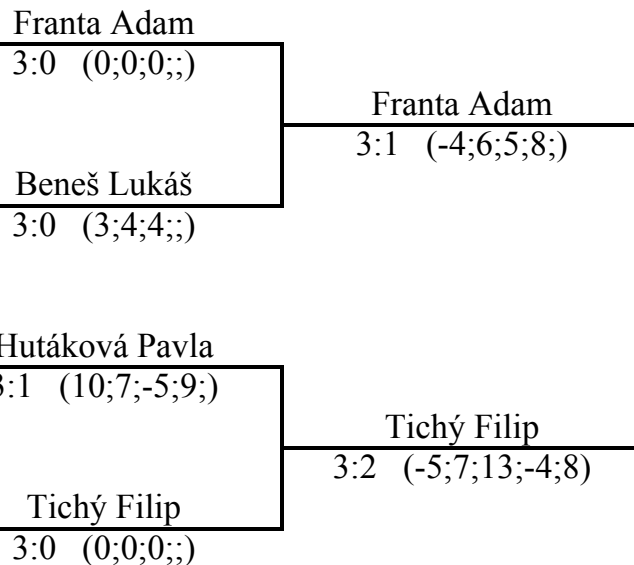 Franta Adam
3:0 (0;0;0;;)
Franta Adam
3:1 (-4;6;5;8;)
Beneš Lukáš
3:0 (3;4;4;;)
Hutáková Pavla
3:1 (10;7;-5;9;)
Tichý Filip
3:2 (-5;7;13;-4;8)
Tichý Filip
3:0 (0;0;0;;)